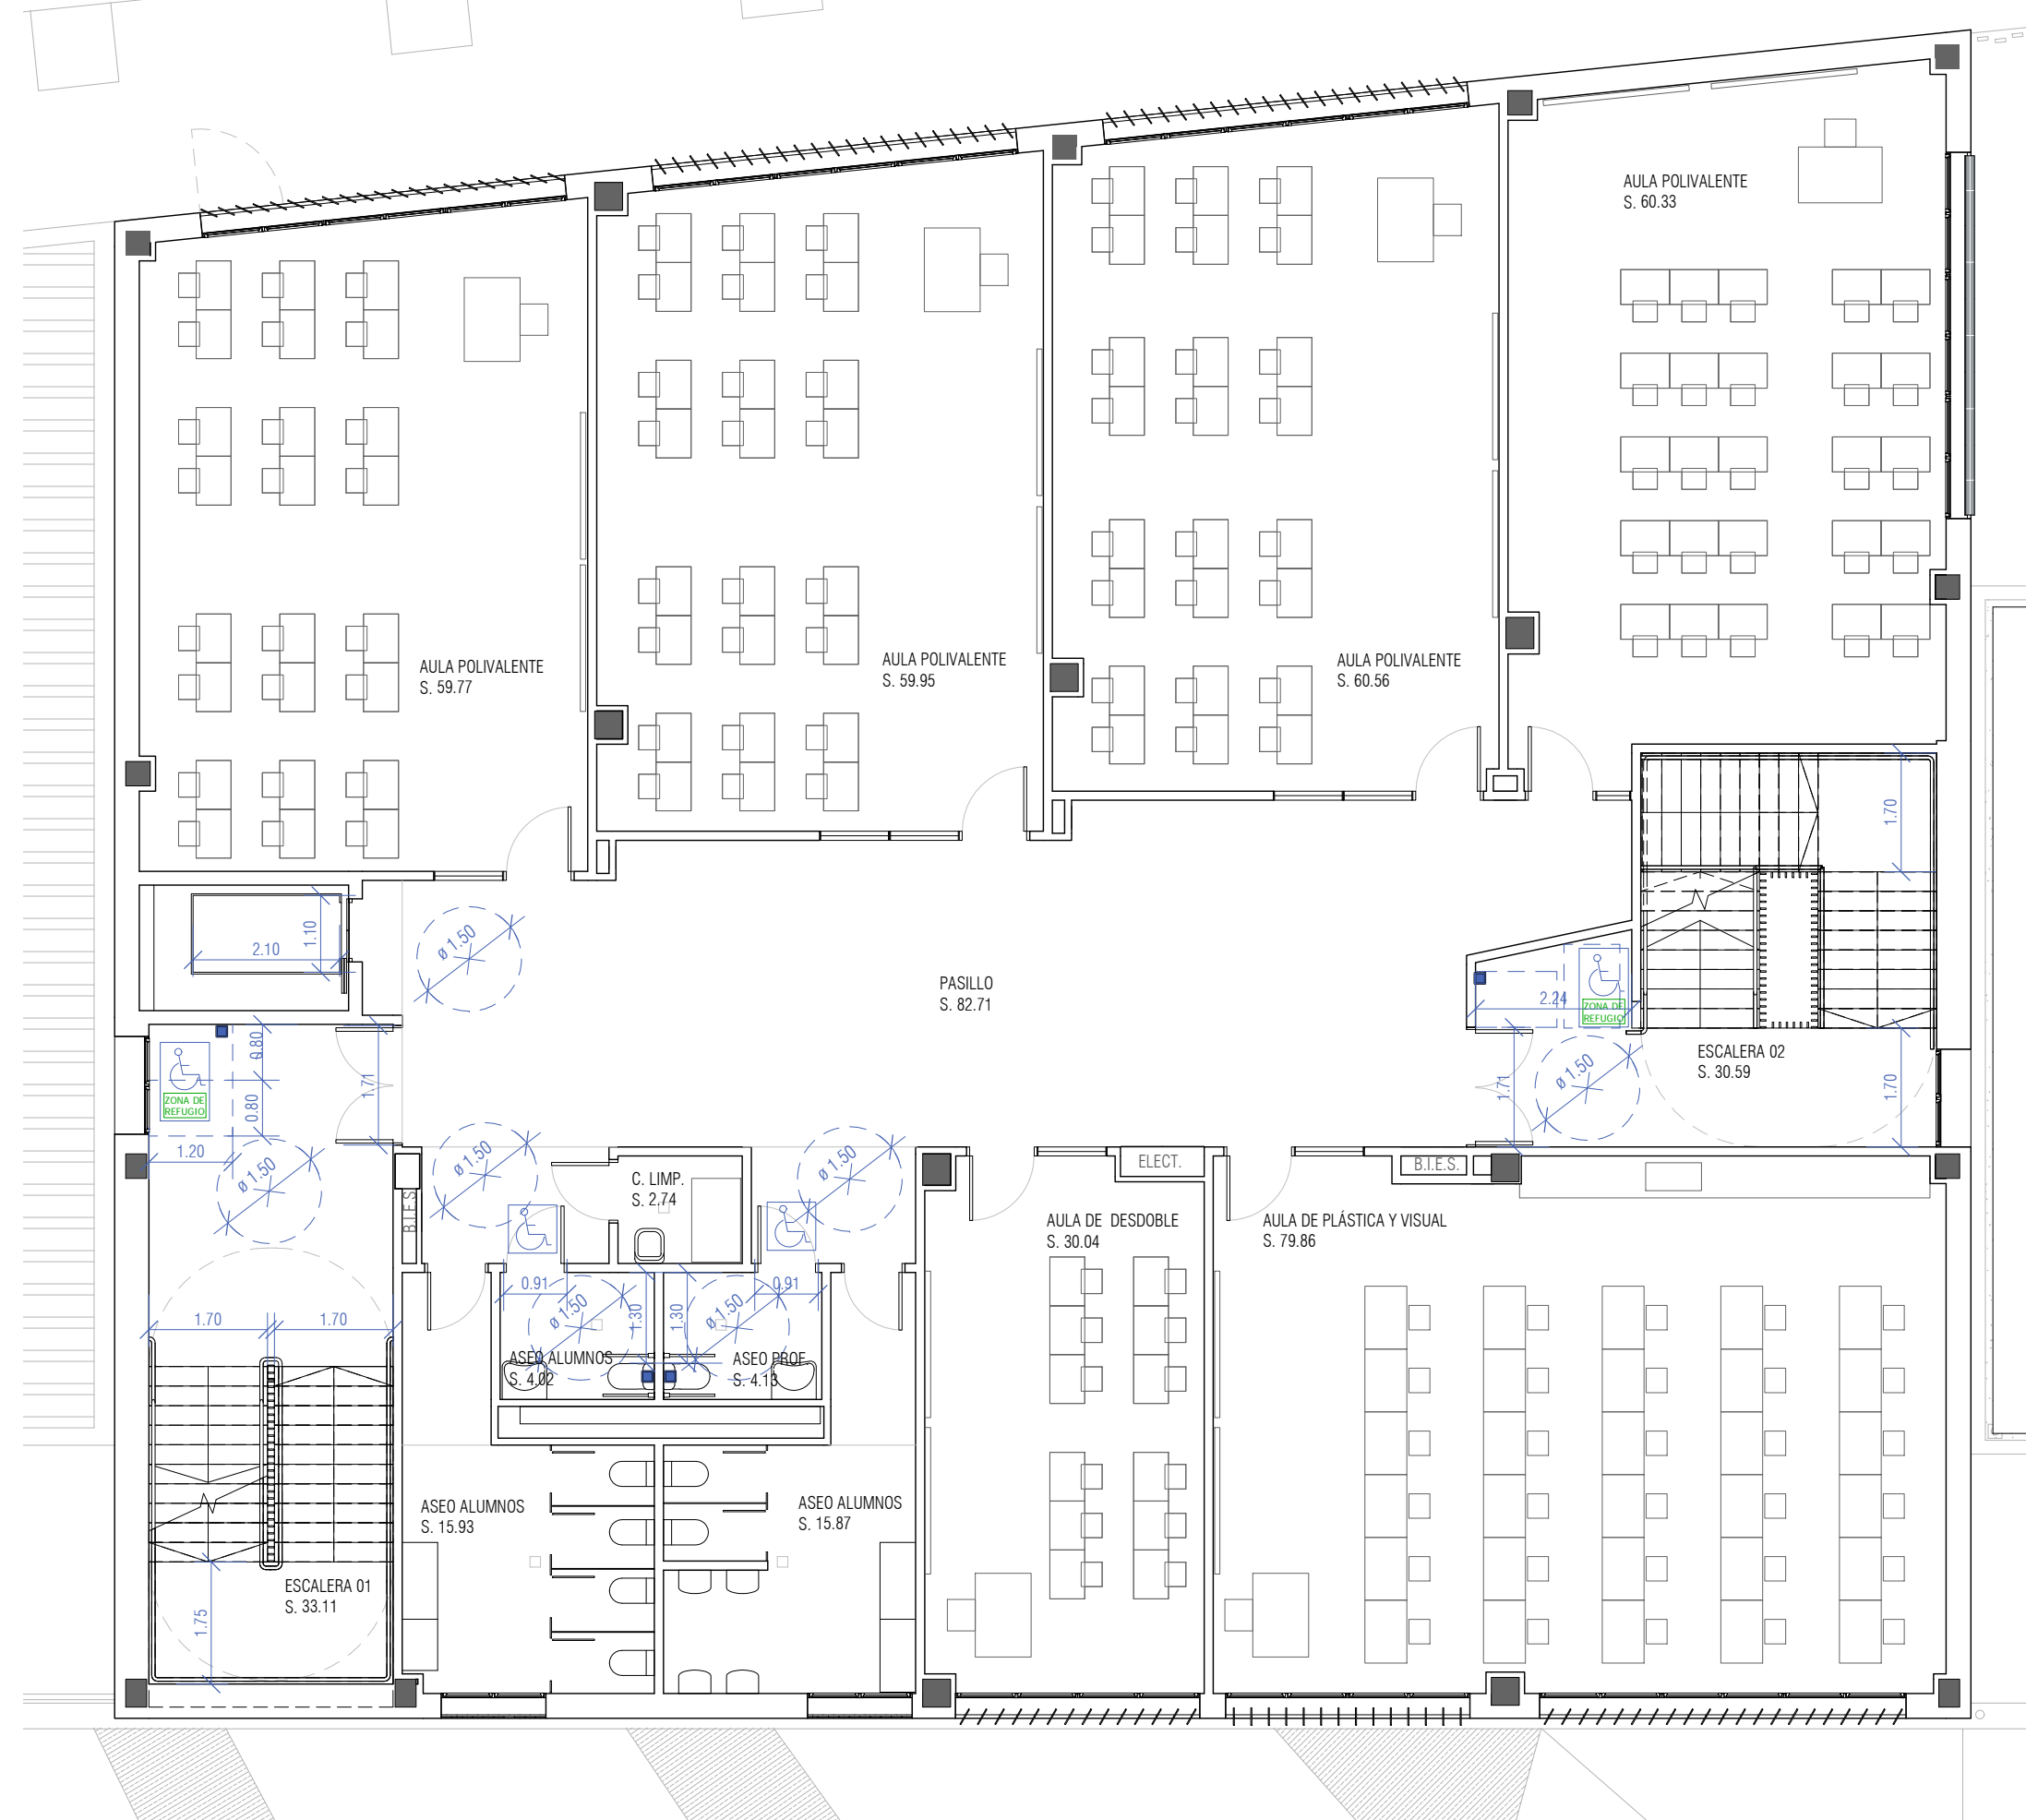 AULA POLIVALENTE
S. 60.33
AULA POLIVALENTE
S. 59.77
AULA POLIVALENTE
S. 59.95
AULA POLIVALENTE
S. 60.56
1.70
2.10
1.10
ø 1.50
PASILLO
S. 82.71
2.24
ZONA DE
REFUGIO
ESCALERA 02
S. 30.59
1.71
ø 1.50
1.70
0.80
0.80
1.71
ZONA DE
REFUGIO
1.20
ø 1.50
ø 1.50
ø 1.50
C. LIMP.
S. 2.74
B.I.E.S.
ELECT.
B.I.E.S.
AULA DE DESDOBLE
S. 30.04
AULA DE PLÁSTICA Y VISUAL
S. 79.86
0.91
0.91
ø 1.50
1.30
1.30
ø 1.50
1.70
1.70
ASEO ALUMNOS
S. 4.02
ASEO PROF.
S. 4.13
ASEO ALUMNOS
S. 15.93
ASEO ALUMNOS
S. 15.87
ESCALERA 01
S. 33.11
1.75